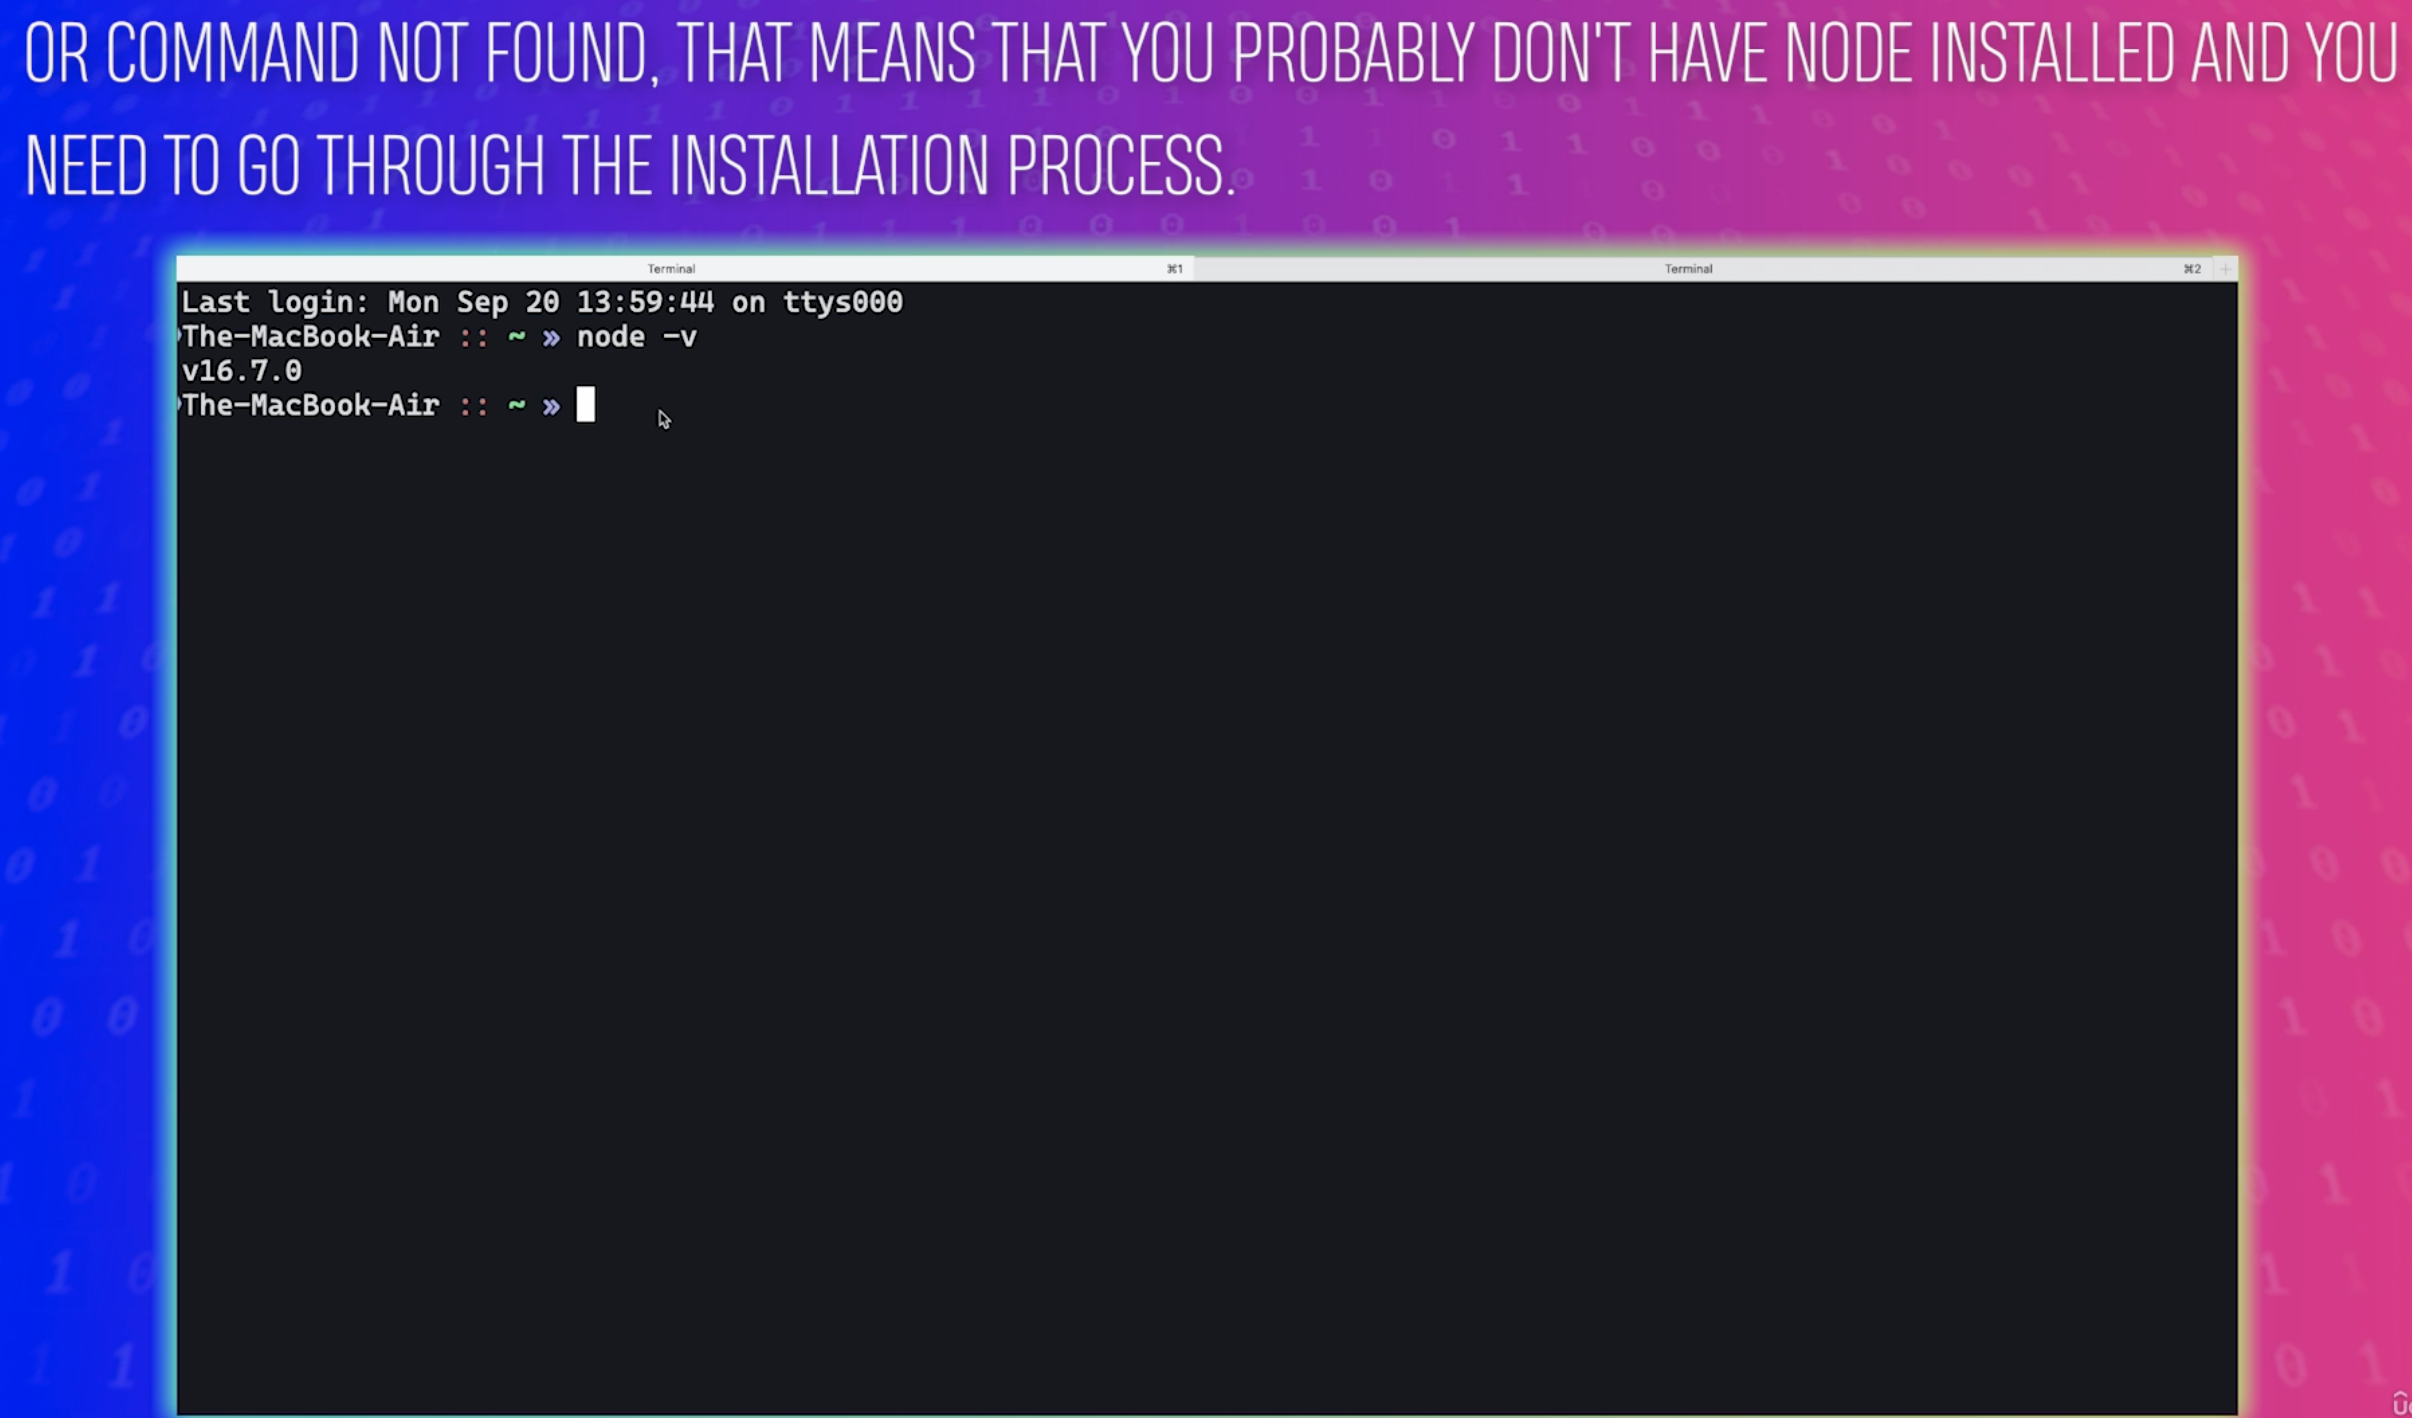 OR COMMAND NOT FOUND, THAT MEANS THAT YOU PROBABLY DON'T HAVE NODE INSTALLED AND YOU
NEED TO GO THROUGH THE INSTALLATION PROCESS.
Terminal ⌘1 Terminal ⌘2 +
Last login: Mon Sep 20 13:59:44 on ttys000
The-MacBook-Air :: ~ » node -v
v16.7.0
The-MacBook-Air :: ~ »